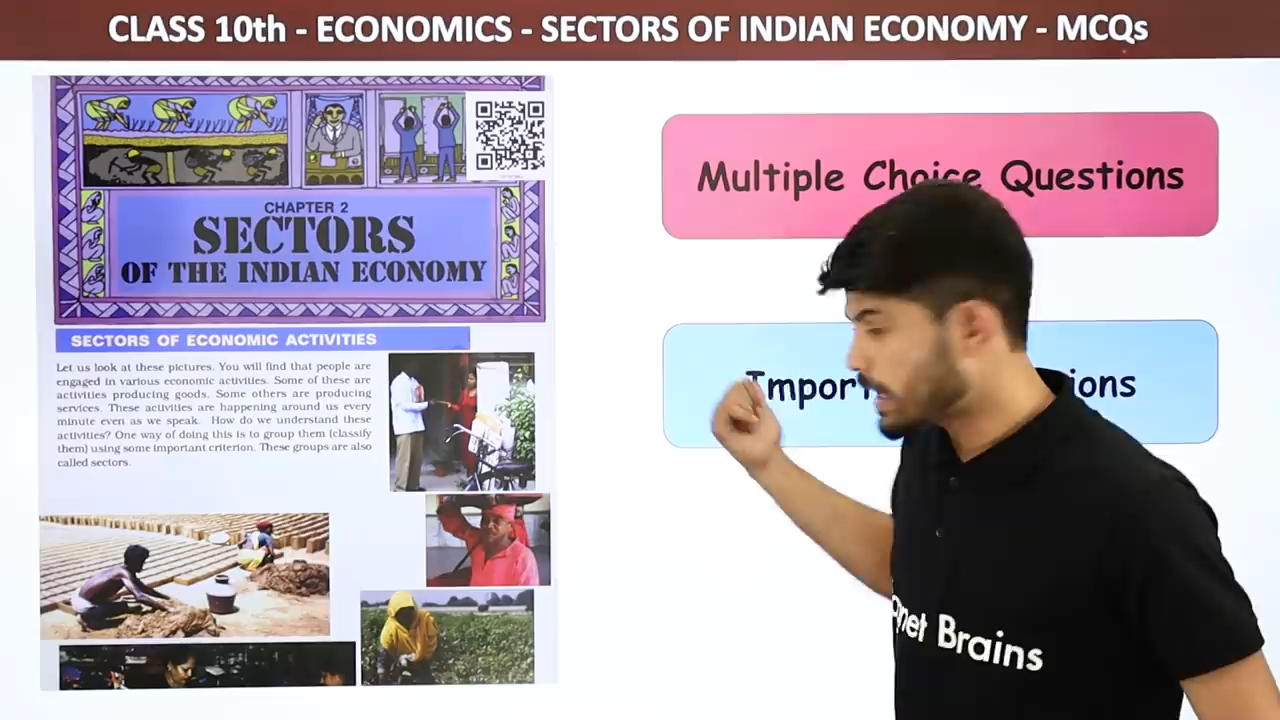 CLASS 10th - ECONOMICS - SECTORS OF INDIAN ECONOMY - MCQs
CHAPTER 2
SECTORS
OF THE INDIAN ECONOMY
SECTORS OF ECONOMIC ACTIVITIES
Let us look at these pictures. You will find that people are
engaged in various economic activities. Some of these are
activities producing goods. Some others are producing
services. These activities are happening around us every
minute even as we speak. How do we understand these
activities? One way of doing this is to group them (classify
them) using some important criterion. These groups are also
called sectors.
Multiple Choice Questions
Brains